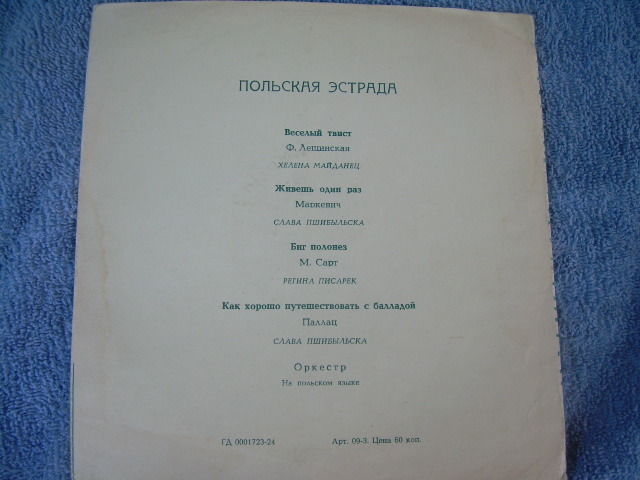 ПОЛЬСКАЯ ЭСТРАДА
Веселый твист
Ф. Лещинская
ХЕЛЕНА МАЙДАНЕЦ
Живешь один раз
Маркевич
СЛАВА ПШИБЫЛЬСКА
Биг полонез
М. Сарт
РЕГИНА ПИСАРЕК
Как хорошо путешествовать с балладой
Паллац
СЛАВА ПШИБЫЛЬСКА
Оркестр
На польском языке
ГД 0001723-24 Арт. 09-3. Цена 60 коп.